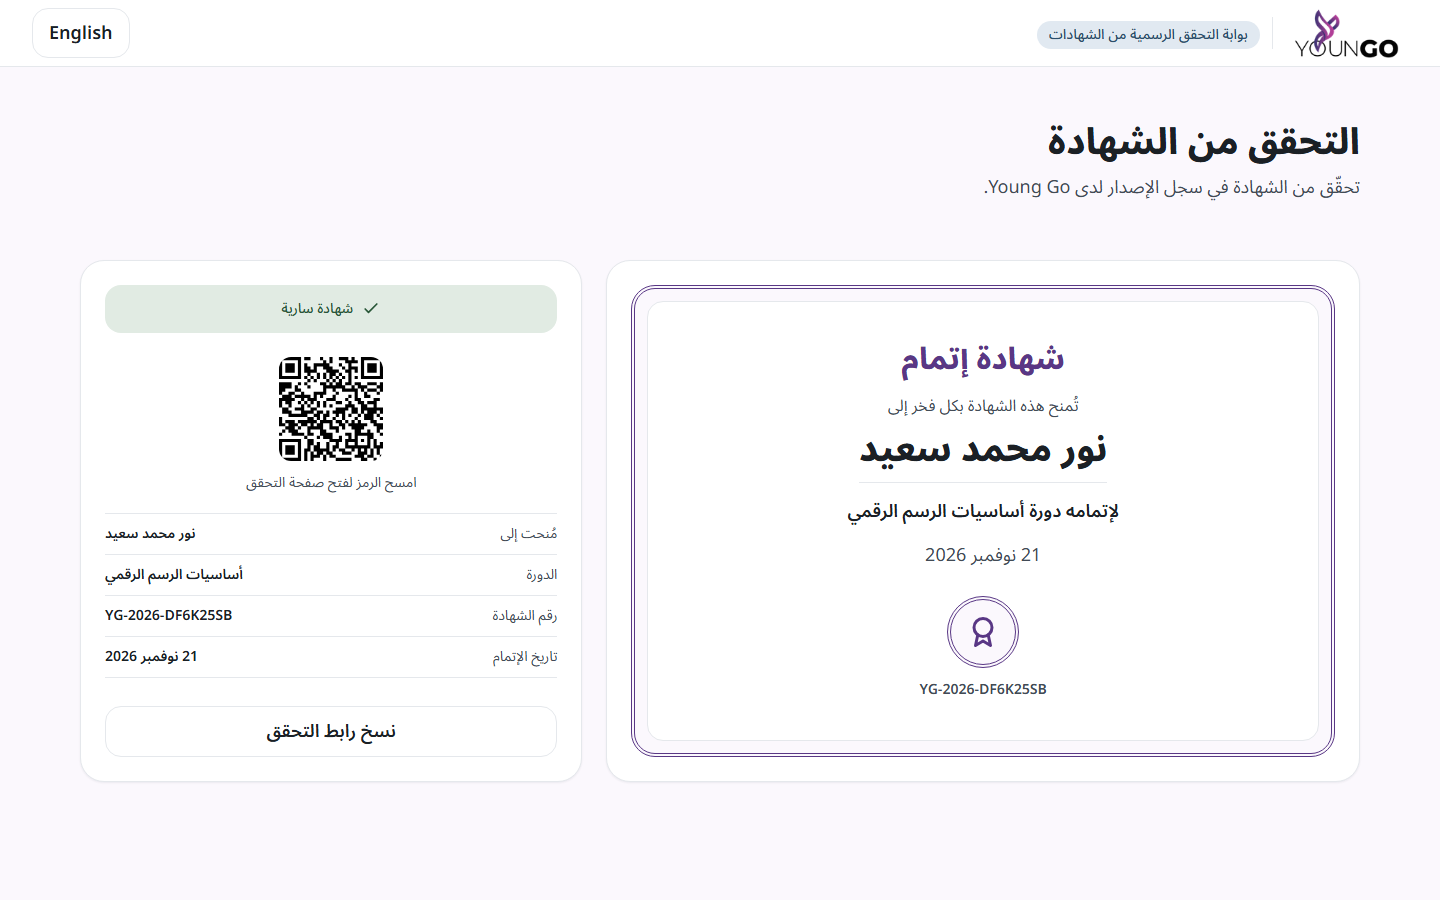 YOUNGO
بوابة التحقق الرسمية من الشهادات
English
التحقق من الشهادة
تحقّق من الشهادة في سجل الإصدار لدى Young Go.
شهادة إتمام
تُمنح هذه الشهادة بكل فخر إلى
نور محمد سعيد
لإتمامه دورة أساسيات الرسم الرقمي
21 نوفمبر 2026
YG-2026-DF6K25SB
شهادة سارية
امسح الرمز لفتح صفحة التحقق
مُنحت إلى نور محمد سعيد
الدورة أساسيات الرسم الرقمي
رقم الشهادة YG-2026-DF6K25SB
تاريخ الإتمام 21 نوفمبر 2026
نسخ رابط التحقق